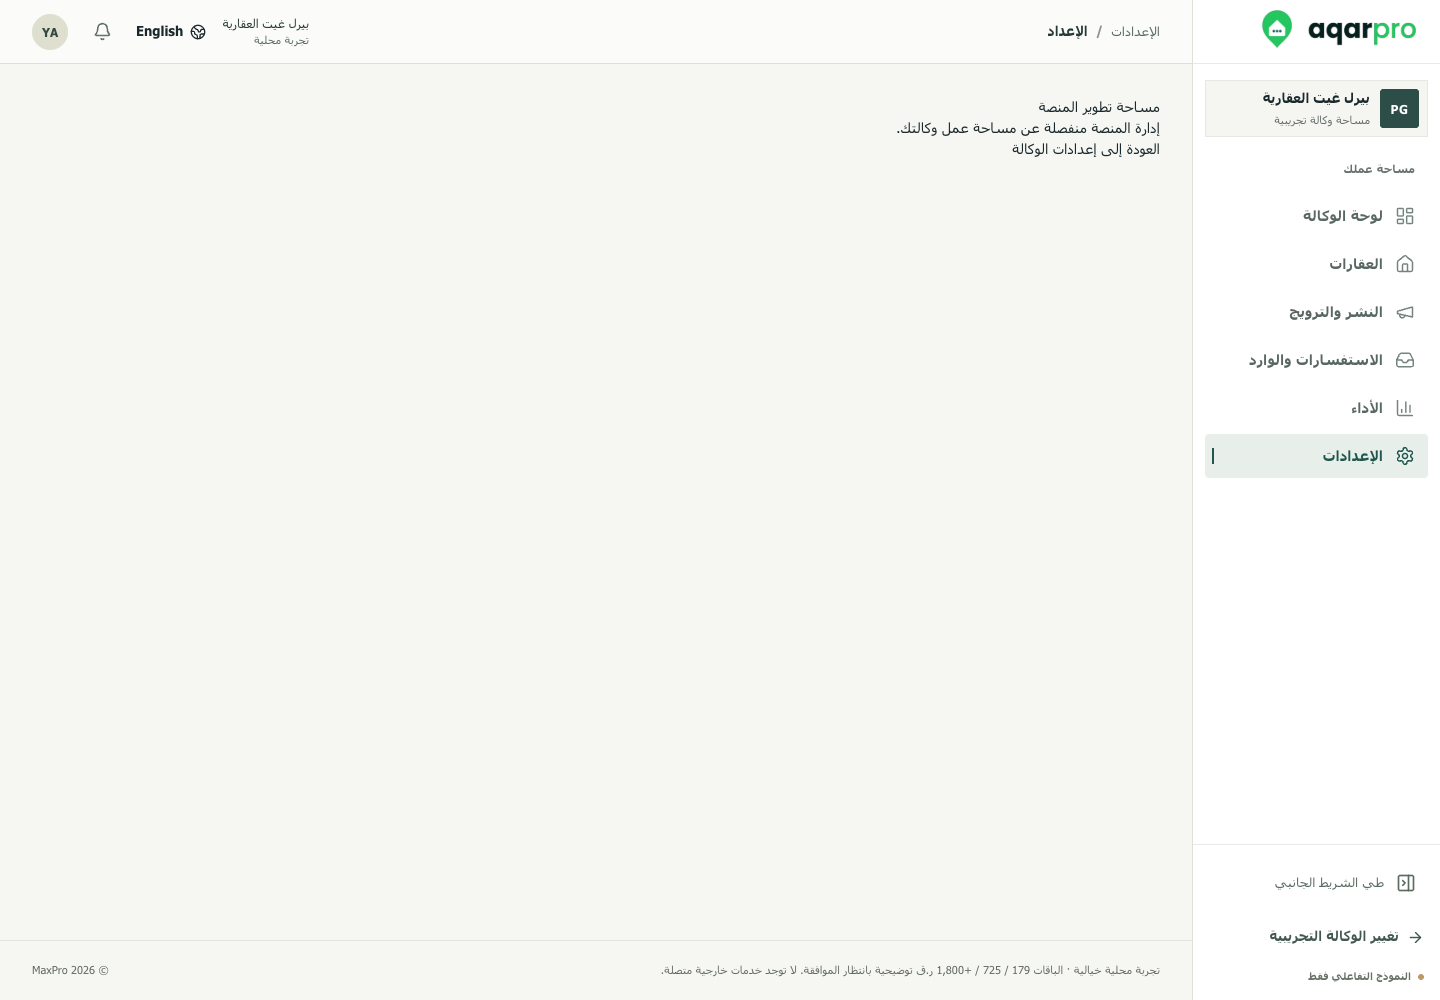 aqarpro
PG
بيرل غيت العقارية
مساحة وكالة تجريبية
مساحة عملك
لوحة الوكالة
العقارات
النشر والترويج
الاستفسارات والوارد
الأداء
الإعدادات
طي الشريط الجانبي
تغيير الوكالة التجريبية
النموذج التفاعلي فقط
الإعدادات / الإعداد
بيرل غيت العقارية
تجربة محلية
English
YA
مساحة تطوير المنصة
إدارة المنصة منفصلة عن مساحة عمل وكالتك.
العودة إلى إعدادات الوكالة
تجربة محلية خيالية · الباقات 179 / 725 / +1,800 ر.ق توضيحية بانتظار الموافقة. لا توجد خدمات خارجية متصلة.
© MaxPro 2026